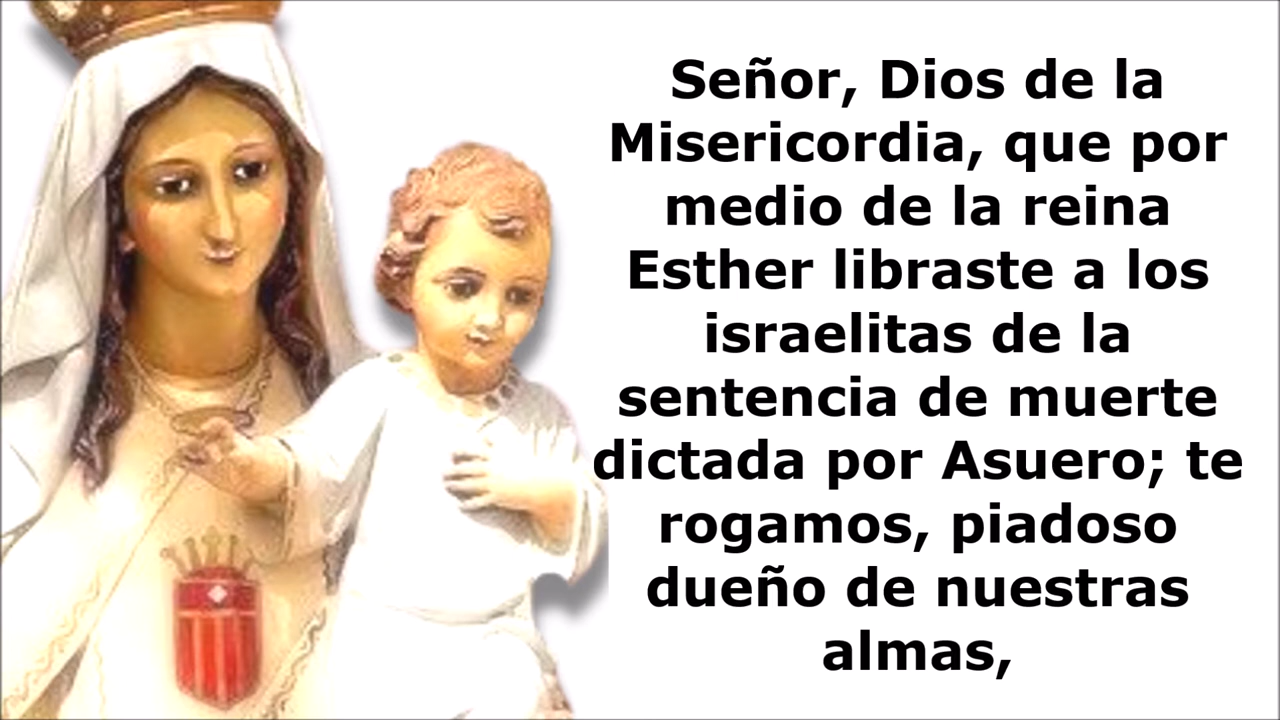 Señor, Dios de la
Misericordia, que por
medio de la reina
Esther libraste a los
israelitas de la
sentencia de muerte
dictada por Asuero; te
rogamos, piadoso
dueño de nuestras
almas,